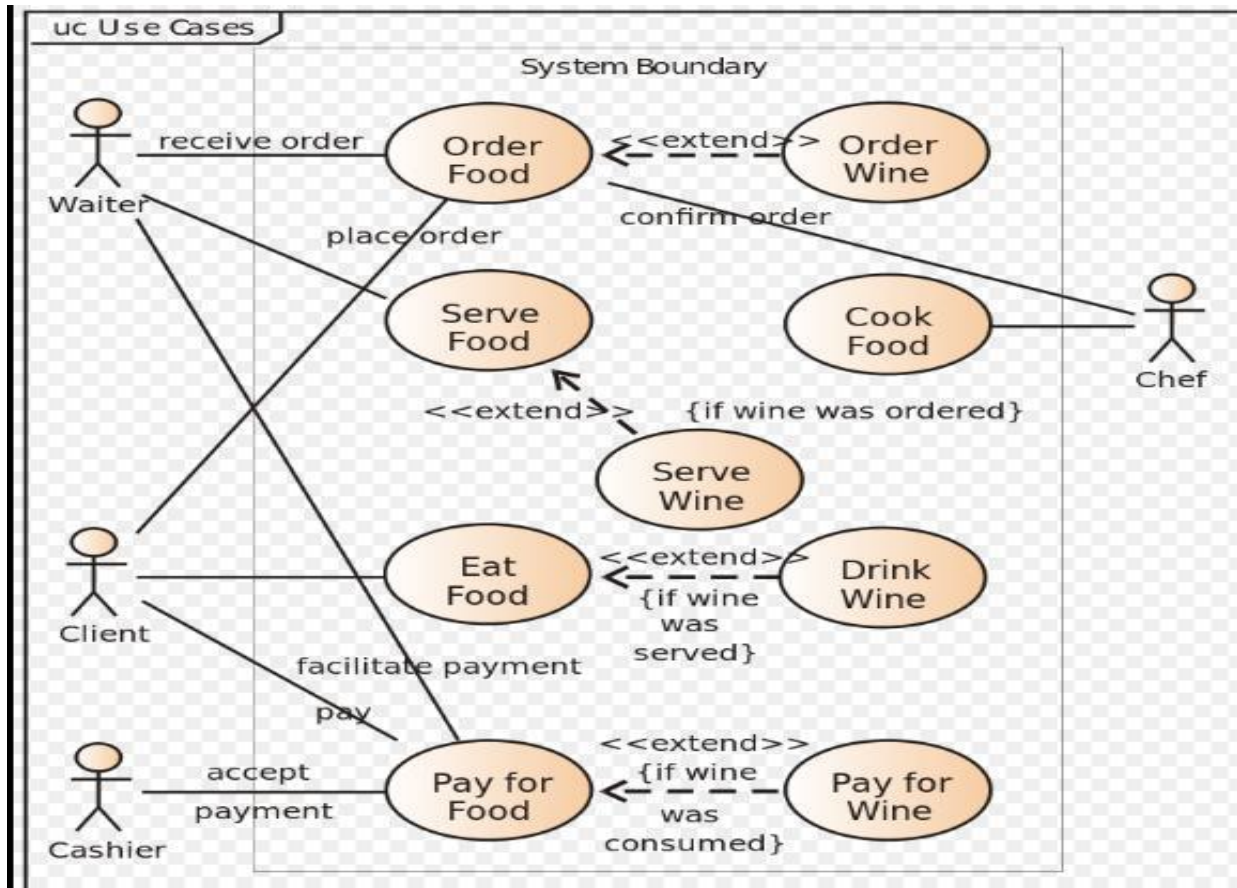 uc Use Cases
System Boundary
Waiter
receive order
Order
Food
<<extend>>
Order
Wine
place order
confirm order
Serve
Food
Cook
Food
Chef
<<extend>>
{if wine was ordered}
Serve
Wine
Client
Eat
Food
<<extend>>
{if wine
was
served}
Drink
Wine
facilitate payment
pay
Cashier
accept
payment
Pay for
Food
<<extend>>
{if wine
was
consumed}
Pay for
Wine